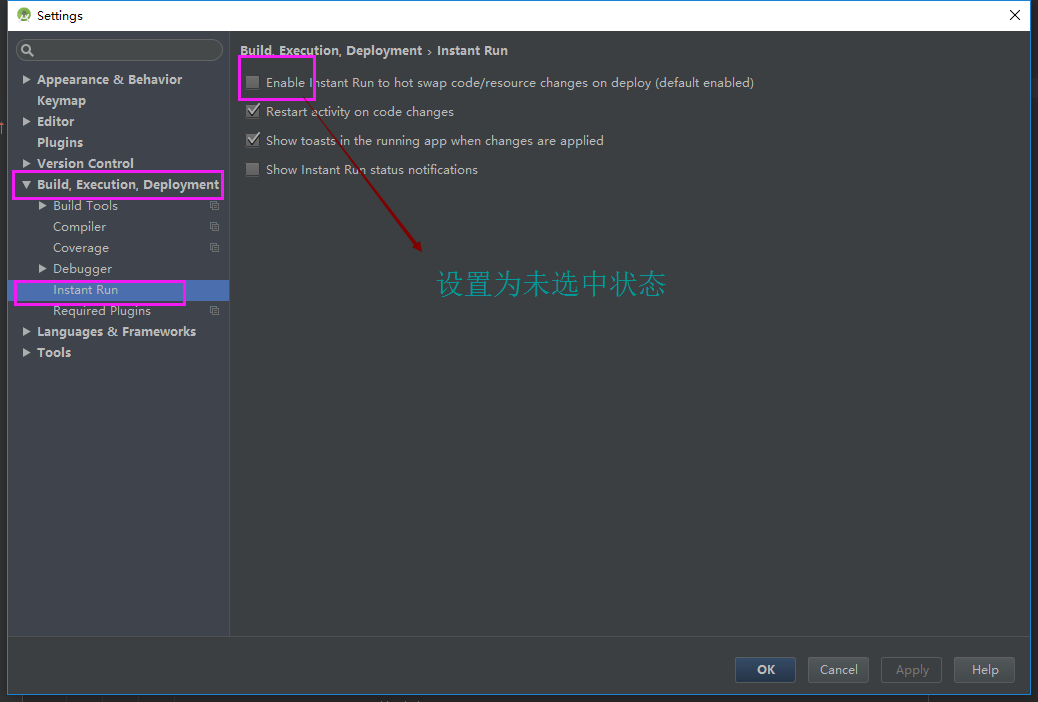 Settings
Build, Execution, Deployment › Instant Run
Appearance & Behavior
Keymap
Editor
Plugins
Version Control
Build, Execution, Deployment
Build Tools
Compiler
Coverage
Debugger
Instant Run
Required Plugins
Languages & Frameworks
Tools
Enable Instant Run to hot swap code/resource changes on deploy (default enabled)
Restart activity on code changes
Show toasts in the running app when changes are applied
Show Instant Run status notifications
设置为未选中状态
OK
Cancel
Apply
Help